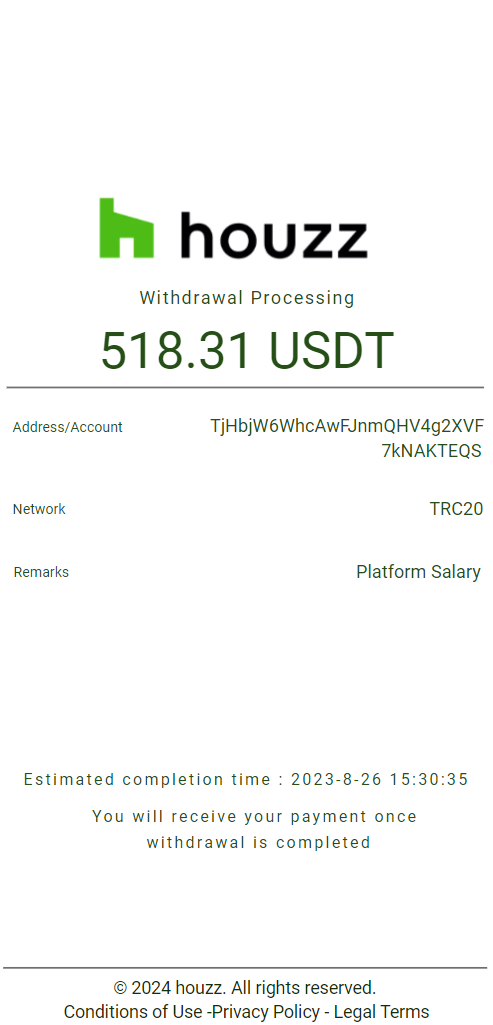 houzz
Withdrawal Processing
518.31 USDT
Address/Account
TjHbjW6WhcAwFJnmQHV4g2XVF
7kNAKTEQS
Network
TRC20
Remarks
Platform Salary
Estimated completion time : 2023-8-26 15:30:35
You will receive your payment once
withdrawal is completed
© 2024 houzz. All rights reserved.
Conditions of Use -Privacy Policy - Legal Terms